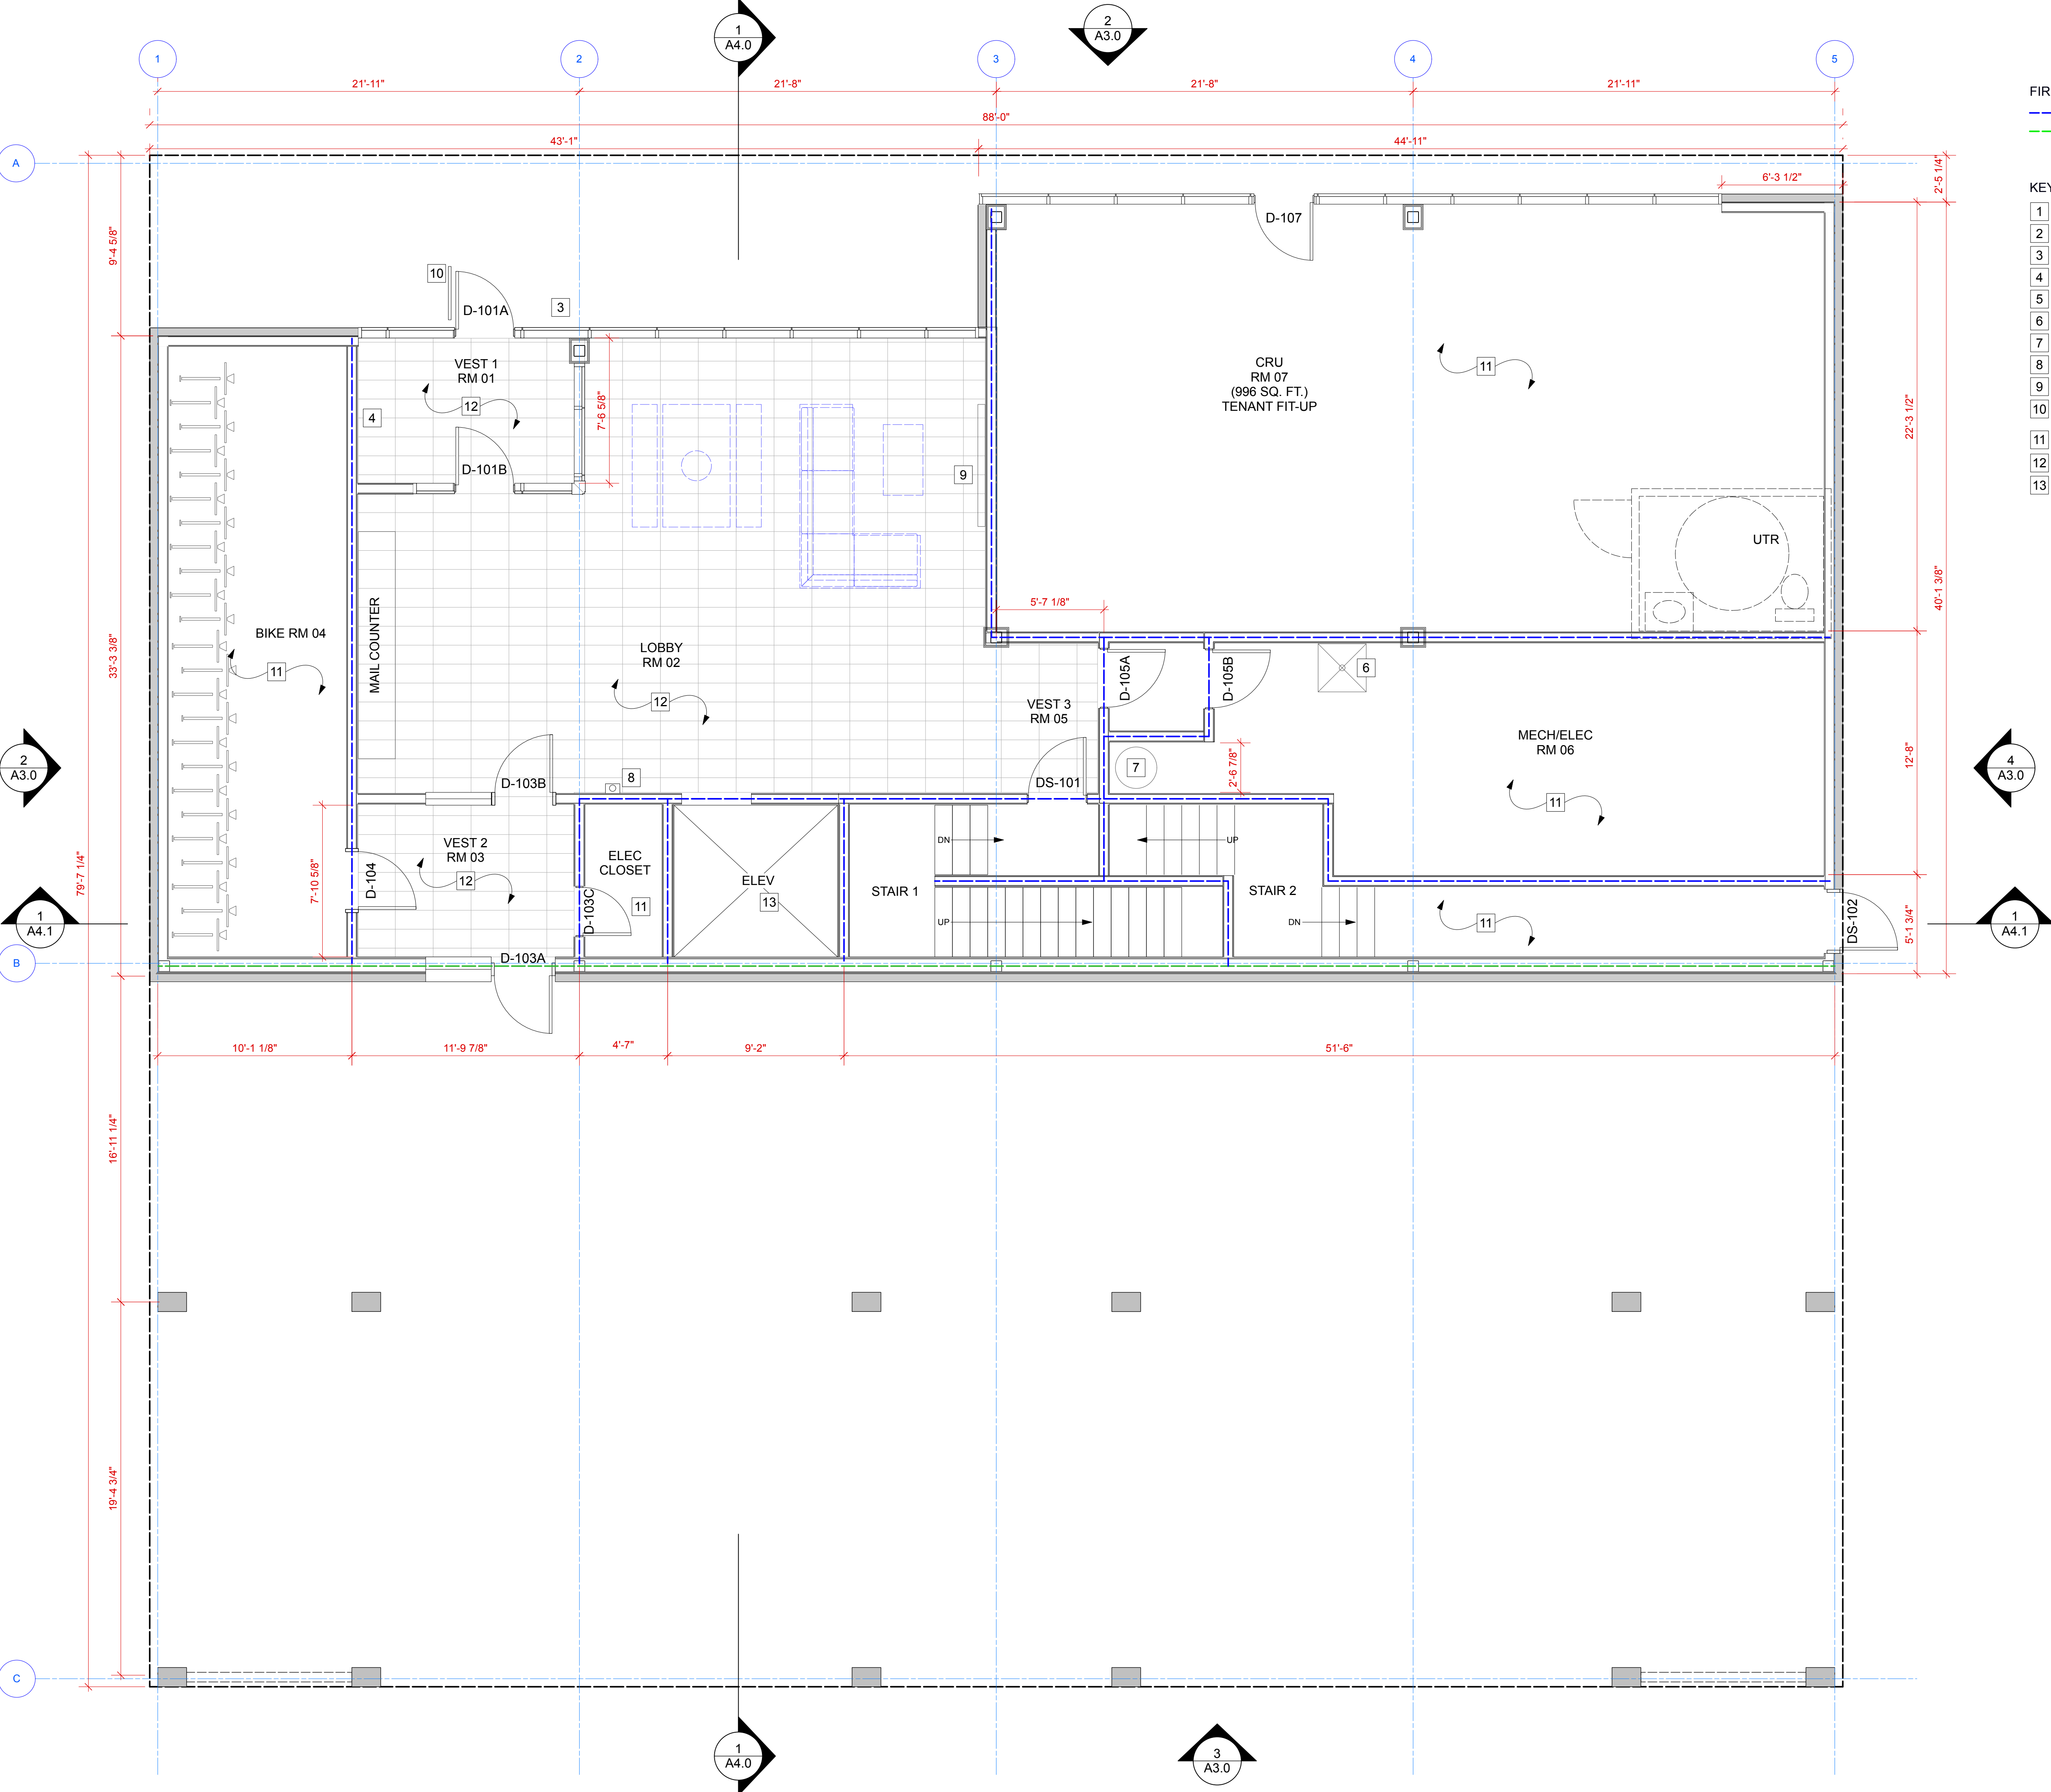 1
A4.0
2
A3.0
1
2
3
4
5
21'-11"
21'-8"
21'-8"
21'-11"
FIR
88'-0"
43'-1"
44'-11"
A
6'-3 1/2"
2'-5 1/4"
KEY
1
2
3
4
5
6
7
8
9
10
11
12
13
D-107
9'-4 5/8"
10
D-101A
3
VEST 1
RM 01
12
4
D-101B
7'-6 5/8"
9
CRU
RM 07
(996 SQ. FT.)
TENANT FIT-UP
11
22'-3 1/2"
UTR
40'-1 3/8"
5'-7 1/8"
BIKE RM 04
11
MAIL COUNTER
LOBBY
RM 02
12
33'-3 3/8"
D-105A
D-105B
6
VEST 3
RM 05
MECH/ELEC
RM 06
11
12'-8"
2
A3.0
4
A3.0
D-103B
8
DS-101
7
2'-6 7/8"
VEST 2
RM 03
12
D-104
7'-10 5/8"
79'-7 1/4"
ELEC
CLOSET
11
D-103C
ELEV
13
DN
UP
STAIR 1
STAIR 2
UP
DN
11
DS-102
5'-1 3/4"
1
A4.1
1
A4.1
B
D-103A
10'-1 1/8"
11'-9 7/8"
4'-7"
9'-2"
51'-6"
16'-11 1/4"
19'-4 3/4"
C
1
A4.0
3
A3.0